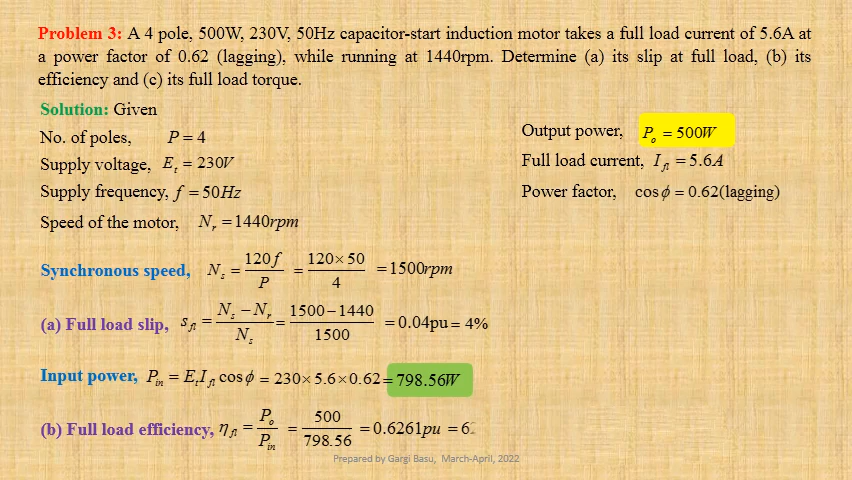 Problem 3: A 4 pole, 500W, 230V, 50Hz capacitor-start induction motor takes a full load current of 5.6A at
a power factor of 0.62 (lagging), while running at 1440rpm. Determine (a) its slip at full load, (b) its
efficiency and (c) its full load torque.
Solution: Given
No. of poles, P = 4
Supply voltage, E_t = 230V
Supply frequency, f = 50Hz
Speed of the motor, N_r = 1440rpm
Output power, P_o = 500W
Full load current, I_fl = 5.6A
Power factor, cosϕ = 0.62(lagging)
Synchronous speed, N_s = 120f/P = 120×50/4 = 1500rpm
(a) Full load slip, s_fl = N_s − N_r/N_s = 1500−1440/1500 = 0.04pu = 4%
Input power, P_in = E_t I_fl cosϕ = 230×5.6×0.62 = 798.56W
(b) Full load efficiency, η_fl = P_o/P_in = 500/798.56 = 0.6261pu = 6
Prepared by Gargi Basu, March-April, 2022